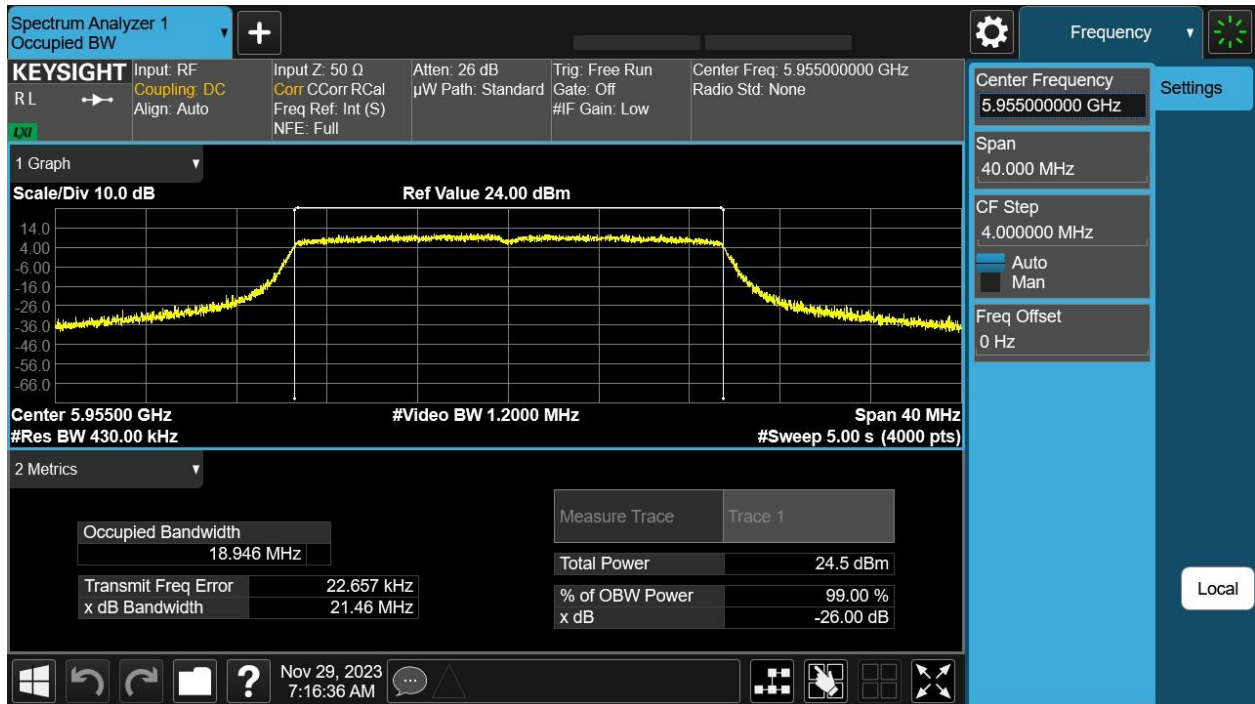 Spectrum Analyzer 1
Occupied BW
+
Frequency
KEYSIGHT
R L
LXI
Input: RF
Coupling: DC
Align: Auto
Input Z: 50 Ω
Corr CCorr RCal
Freq Ref: Int (S)
NFE: Full
Atten: 26 dB
µW Path: Standard
Trig: Free Run
Gate: Off
#IF Gain: Low
Center Freq: 5.955000000 GHz
Radio Std: None
Center Frequency
5.955000000 GHz
Settings
Span
40.000 MHz
CF Step
4.000000 MHz
Auto
Man
Freq Offset
0 Hz
Local
1 Graph
Scale/Div 10.0 dB
Ref Value 24.00 dBm
14.0
4.00
-6.00
-16.0
-26.0
-36.0
-46.0
-56.0
-66.0
Center 5.95500 GHz
#Video BW 1.2000 MHz
Span 40 MHz
#Res BW 430.00 kHz
#Sweep 5.00 s (4000 pts)
2 Metrics
Occupied Bandwidth
18.946 MHz
Transmit Freq Error 22.657 kHz
x dB Bandwidth 21.46 MHz
Measure Trace Trace 1
Total Power 24.5 dBm
% of OBW Power 99.00 %
x dB -26.00 dB
?
Nov 29, 2023
7:16:36 AM